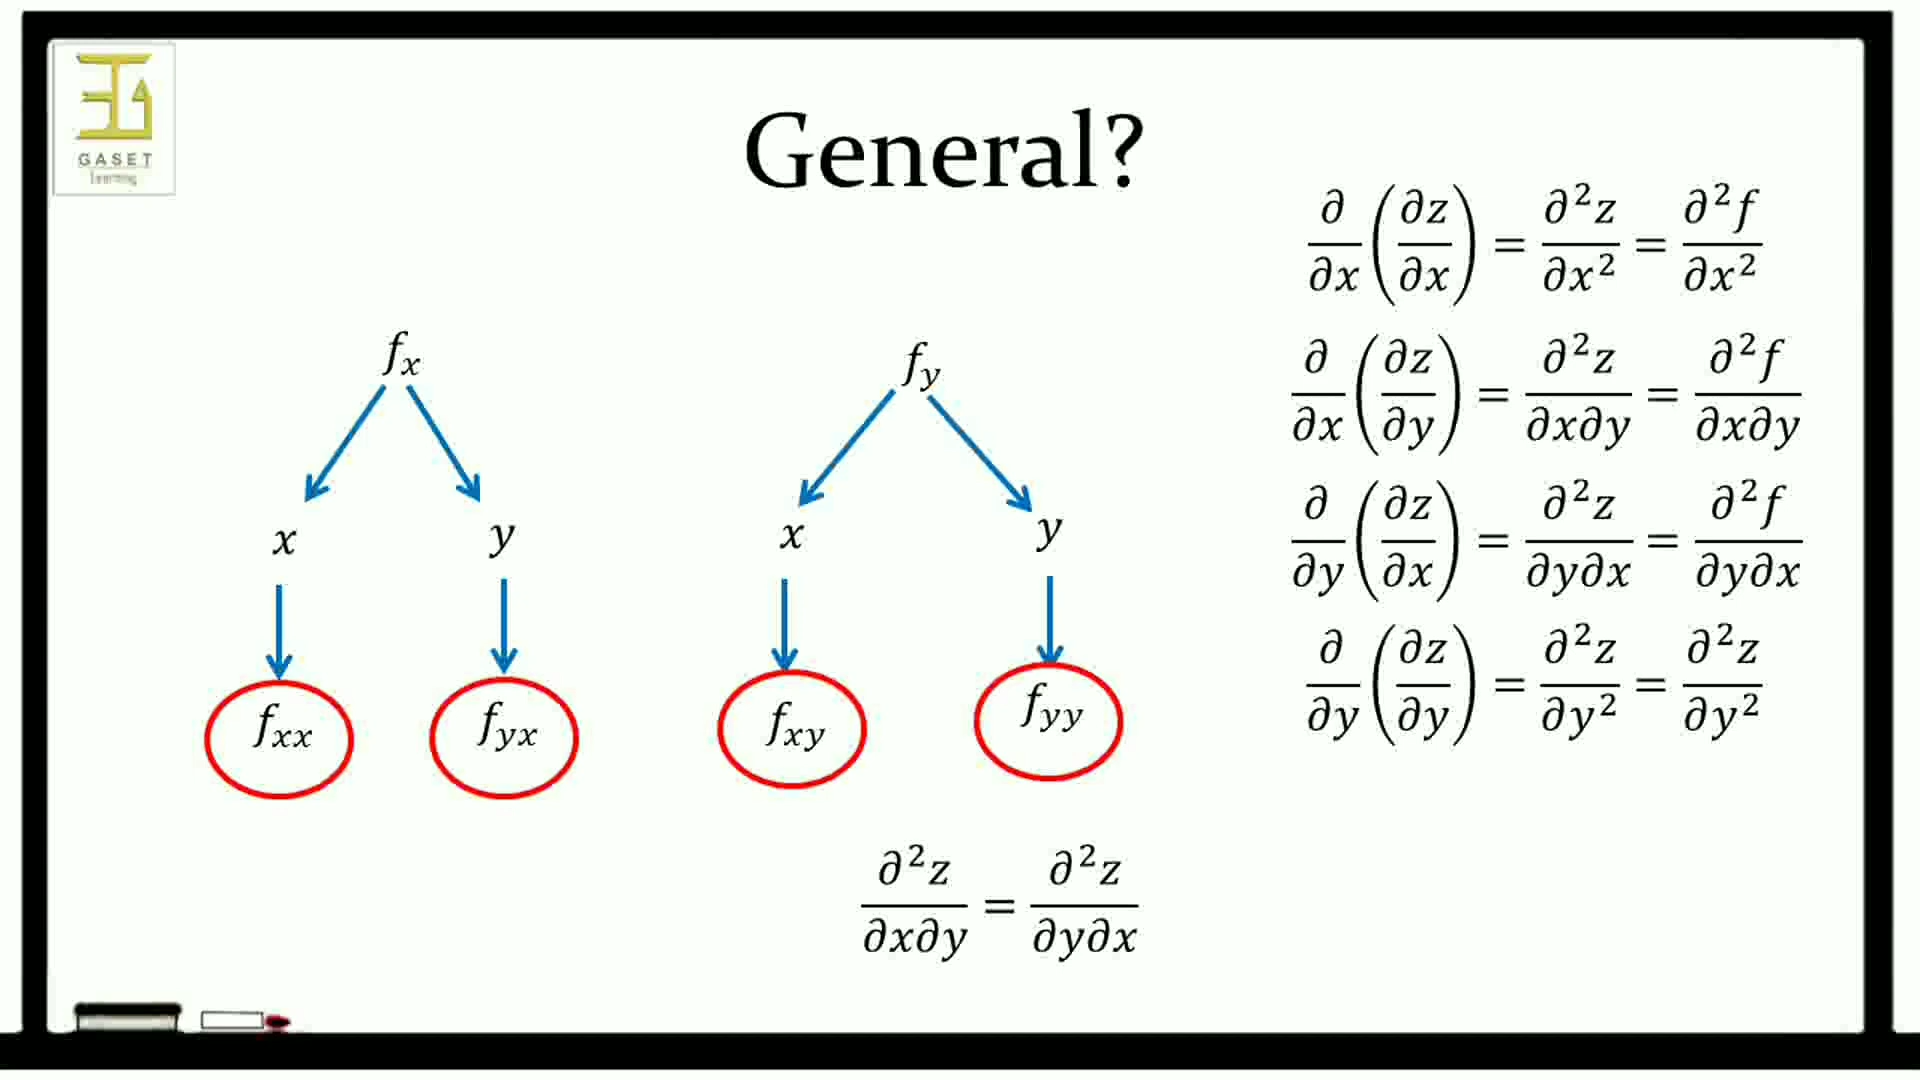 GASET
Learning
General?
∂/∂x (∂z/∂x) = ∂²z/∂x² = ∂²f/∂x²
∂/∂x (∂z/∂y) = ∂²z/∂x∂y = ∂²f/∂x∂y
∂/∂y (∂z/∂x) = ∂²z/∂y∂x = ∂²f/∂y∂x
∂/∂y (∂z/∂y) = ∂²z/∂y² = ∂²z/∂y²
f_x f_y
x y x y
f_xx f_yx f_xy f_yy
∂²z/∂x∂y = ∂²z/∂y∂x